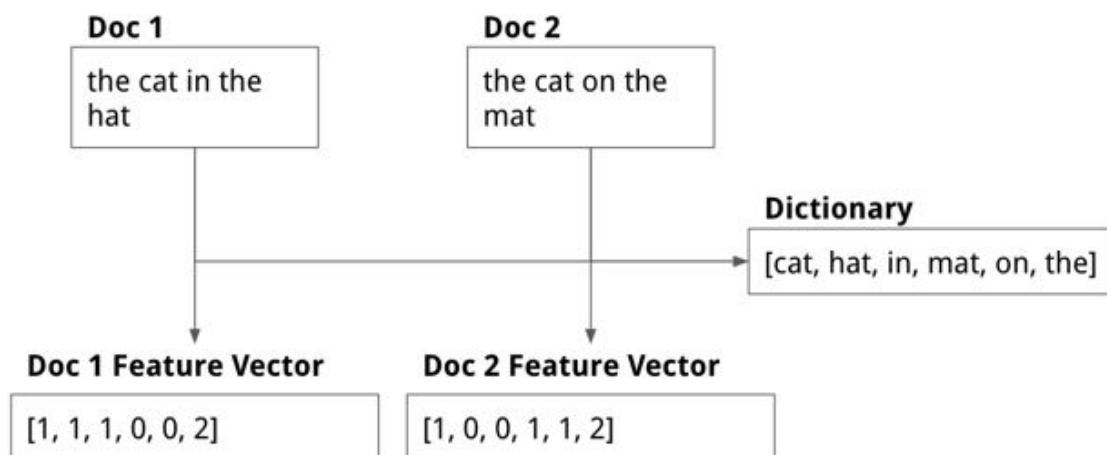 Doc 1
the cat in the
hat
Doc 2
the cat on the
mat
Dictionary
[cat, hat, in, mat, on, the]
Doc 1 Feature Vector
[1, 1, 1, 0, 0, 2]
Doc 2 Feature Vector
[1, 0, 0, 1, 1, 2]